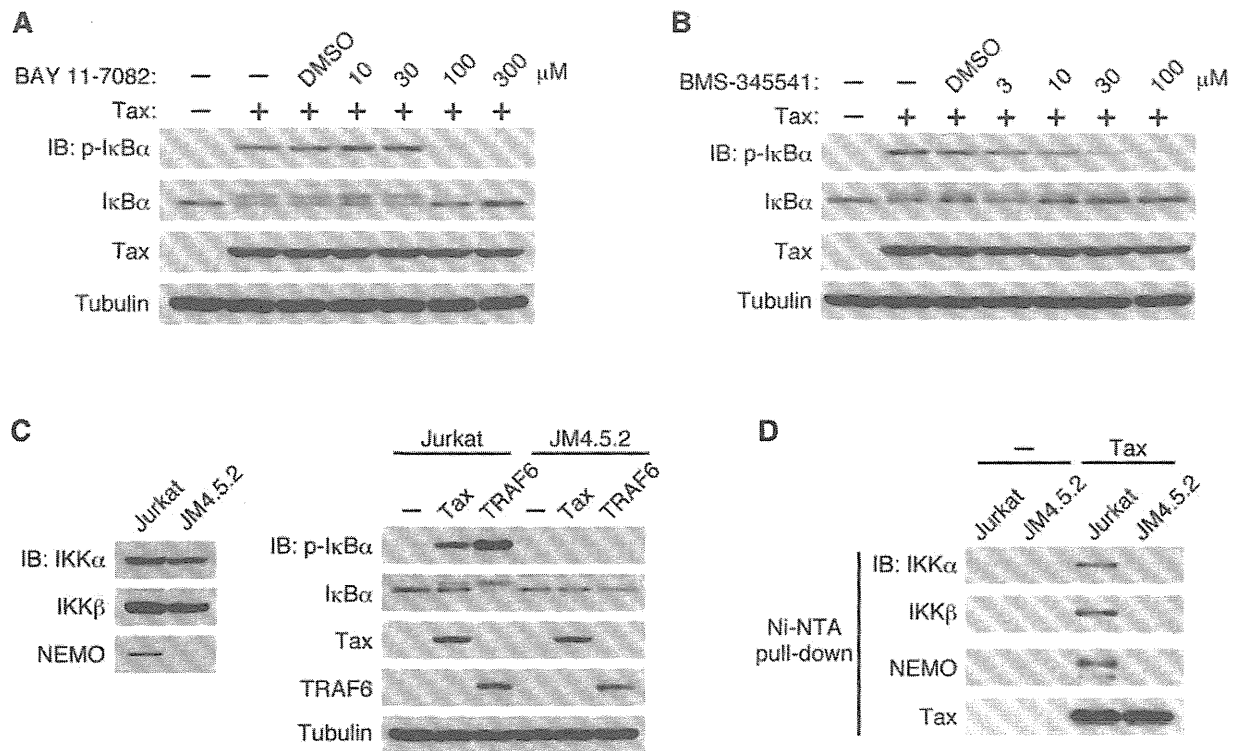 A
BAY 11-7082: – – DMSO 10 30 100 300 μM
Tax: – + + + + + +
IB: p-IκBα
IκBα
Tax
Tubulin
B
BMS-345541: – – DMSO 3 10 30 100 μM
Tax: – + + + + + +
IB: p-IκBα
IκBα
Tax
Tubulin
C
Jurkat JM4.5.2
IB: IKKα
IKKβ
NEMO
Jurkat JM4.5.2
– Tax TRAF6 – Tax TRAF6
IB: p-IκBα
IκBα
Tax
TRAF6
Tubulin
D
– Tax
Jurkat JM4.5.2 Jurkat JM4.5.2
Ni-NTA
pull-down
IB: IKKα
IKKβ
NEMO
Tax